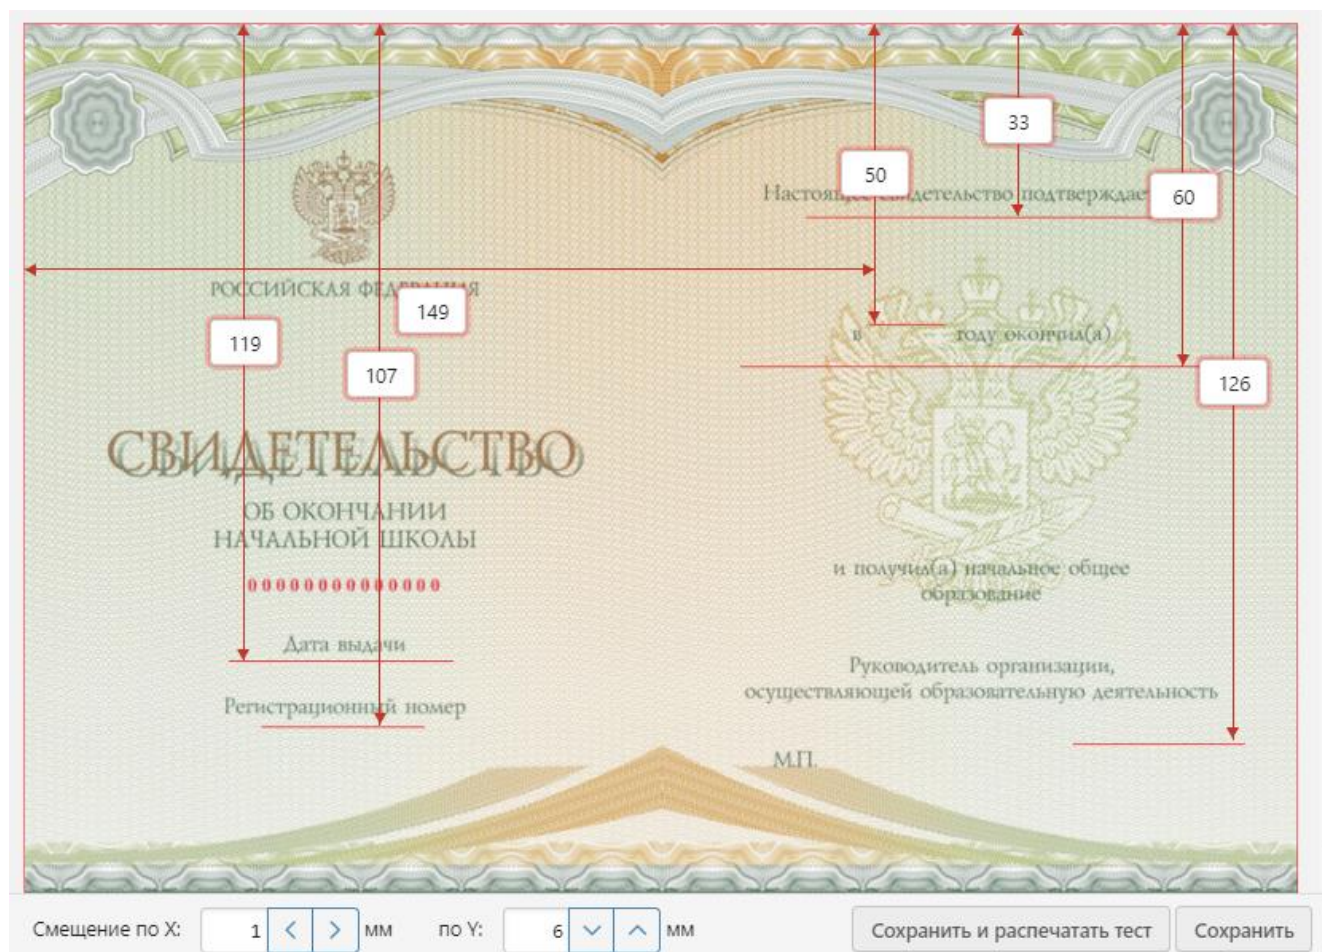 33
50
Настоящее свидетельство подтверждает
60
РОССИЙСКАЯ ФЕДЕРАЦИЯ
149
119
в году окончил(а)
107
126
СВИДЕТЕЛЬСТВО
ОБ ОКОНЧАНИИ
НАЧАЛЬНОЙ ШКОЛЫ
00000000000000
и получил(а) начальное общее
образование
Дата выдачи
Руководитель организации,
осуществляющей образовательную деятельность
Регистрационный номер
М.П.
Смещение по X: 1 мм по Y: 6 мм Сохранить и распечатать тест Сохранить